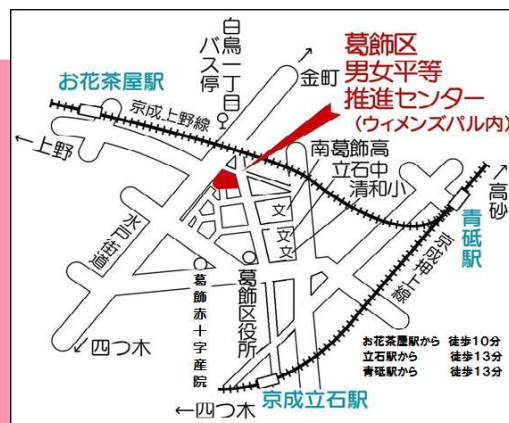 白鳥一丁目
バス停
金町
葛飾区
男女平等
推進センター
(ウィメンズパル内)
お花茶屋駅
京成上野線
←上野
南葛飾高
立石中
清和小
文
文
文
高砂
青砥駅
水戸街道
京成押上線
葛飾赤十字産院
葛飾区役所
四つ木
お花茶屋駅から 徒歩10分
立石駅から 徒歩13分
青砥駅から 徒歩13分
京成立石駅
←四つ木